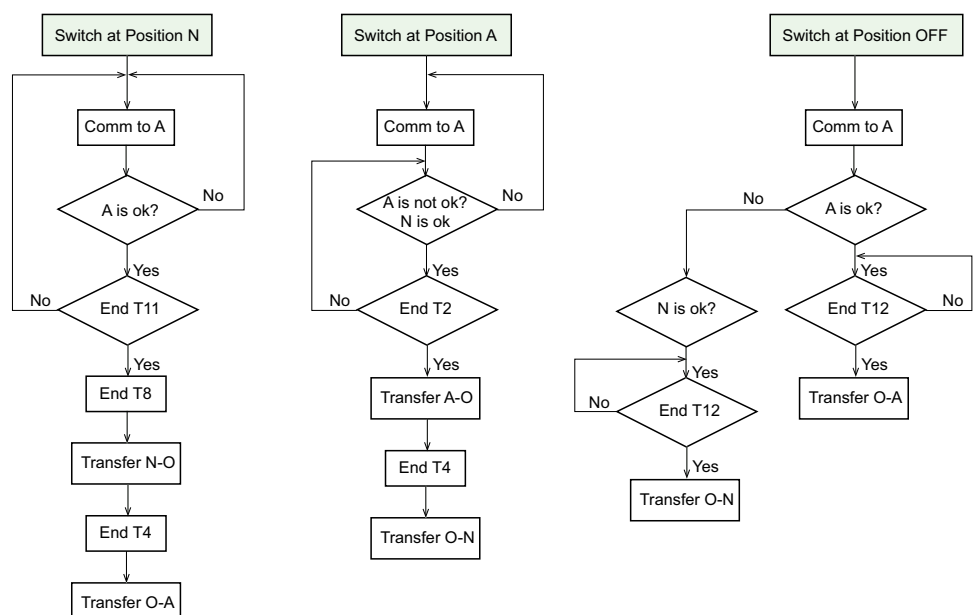 Switch at Position N
Comm to A
A is ok?
No
Yes
No
End T11
Yes
End T8
Transfer N-O
End T4
Transfer O-A
Switch at Position A
Comm to A
A is not ok?
N is ok
No
Yes
No
End T2
Yes
Transfer A-O
End T4
Transfer O-N
Switch at Position OFF
Comm to A
No
A is ok?
Yes
End T12
No
Yes
Transfer O-A
N is ok?
Yes
No
End T12
Yes
Transfer O-N